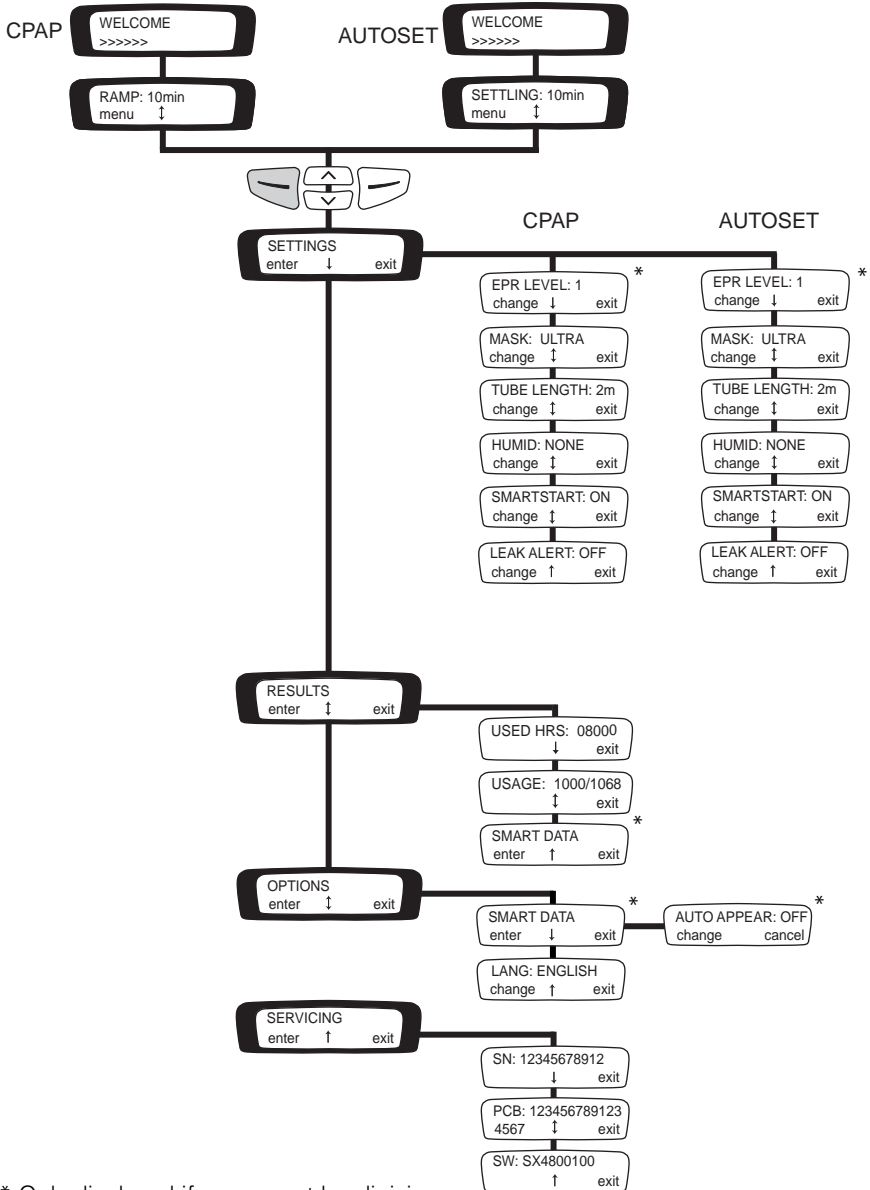 CPAP
WELCOME
>>>>>>
AUTOSET
WELCOME
>>>>>>
RAMP: 10min
menu ↕
SETTLING: 10min
menu ↕
CPAP
AUTOSET
SETTINGS
enter ↓ exit
EPR LEVEL: 1
change ↓ exit
*
MASK: ULTRA
change ↕ exit
TUBE LENGTH: 2m
change ↕ exit
HUMID: NONE
change ↕ exit
SMARTSTART: ON
change ↕ exit
LEAK ALERT: OFF
change ↑ exit
EPR LEVEL: 1
change ↓ exit
*
MASK: ULTRA
change ↕ exit
TUBE LENGTH: 2m
change ↕ exit
HUMID: NONE
change ↕ exit
SMARTSTART: ON
change ↕ exit
LEAK ALERT: OFF
change ↑ exit
RESULTS
enter ↕ exit
USED HRS: 08000
↓ exit
USAGE: 1000/1068
↕ exit
SMART DATA
enter ↑ exit
*
OPTIONS
enter ↕ exit
SMART DATA
enter ↓ exit
*
AUTO APPEAR: OFF
change cancel
*
LANG: ENGLISH
change ↑ exit
SERVICING
enter ↑ exit
SN: 12345678912
↓ exit
PCB: 123456789123
4567 ↕ exit
SW: SX4800100
↑ exit